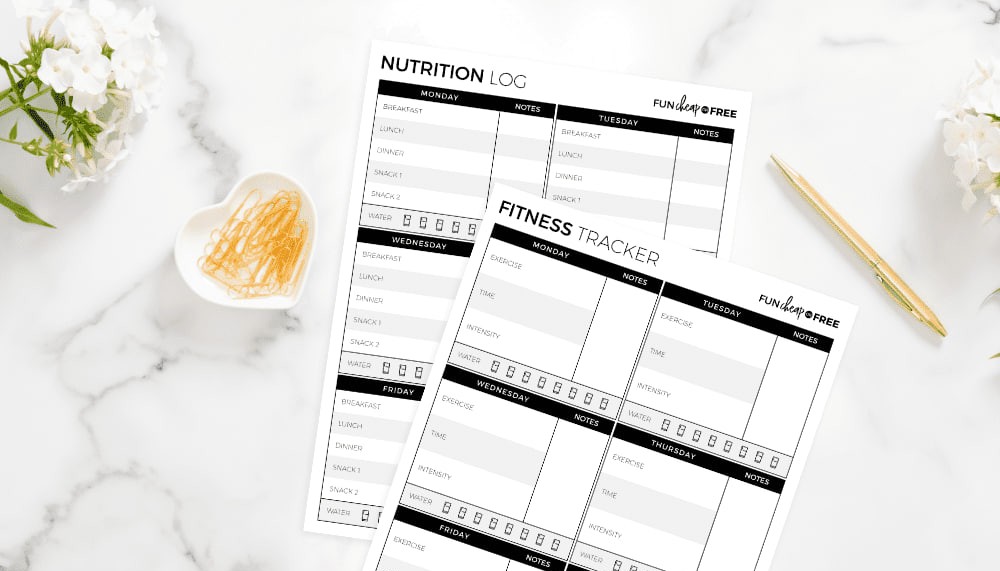 NUTRITION LOG
FUN cheap OR FREE
MONDAY NOTES
BREAKFAST
LUNCH
DINNER
SNACK 1
SNACK 2
WATER
TUESDAY NOTES
BREAKFAST
LUNCH
DINNER
SNACK 1
WEDNESDAY
BREAKFAST
LUNCH
DINNER
SNACK 1
SNACK 2
WATER
FRIDAY
BREAKFAST
LUNCH
DINNER
SNACK 1
SNACK 2
WATER
FITNESS TRACKER
FUN cheap OR FREE
MONDAY NOTES
EXERCISE
TIME
INTENSITY
WATER
TUESDAY NOTES
EXERCISE
TIME
INTENSITY
WATER
WEDNESDAY NOTES
EXERCISE
TIME
INTENSITY
WATER
THURSDAY NOTES
EXERCISE
TIME
INTENSITY
WATER
FRIDAY NOTES
EXERCISE